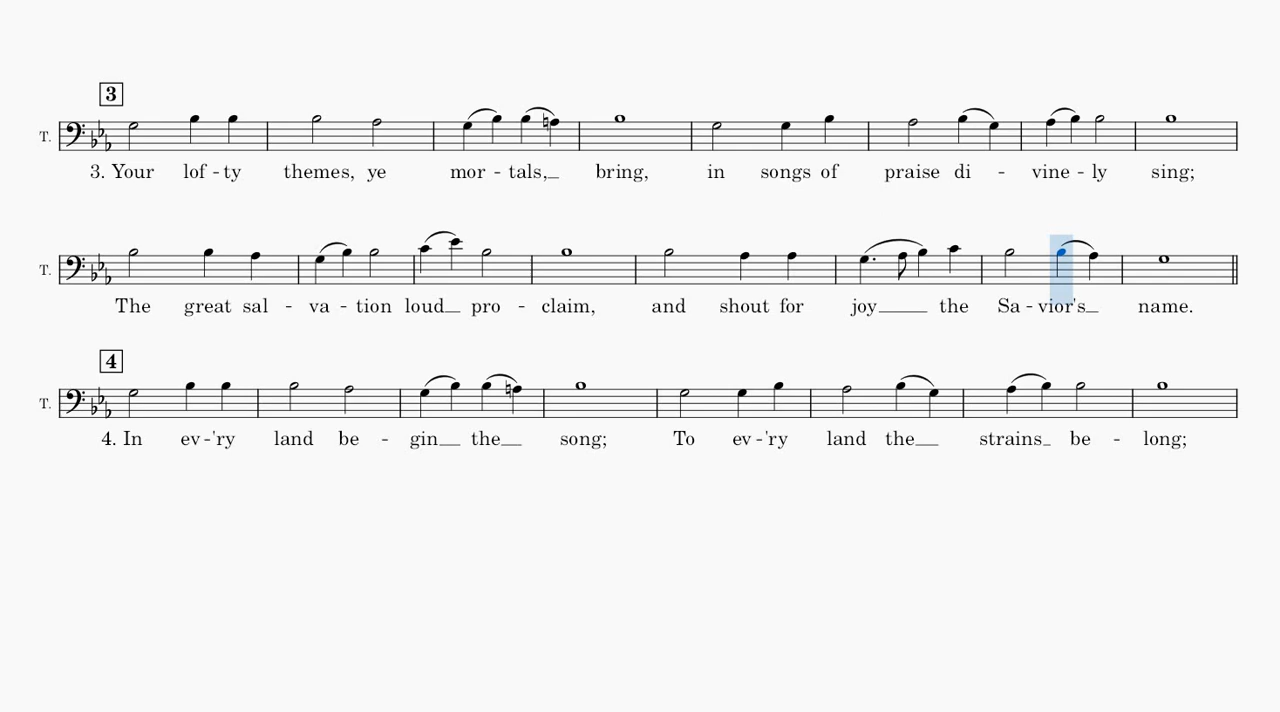 3
T.
3. Your lof - ty themes, ye mor - tals, bring, in songs of praise di - vine - ly sing;
T.
The great sal - va - tion loud pro - claim, and shout for joy the Sa - vior's name.
4
T.
4. In ev - 'ry land be - gin the song; To ev - 'ry land the strains be - long;